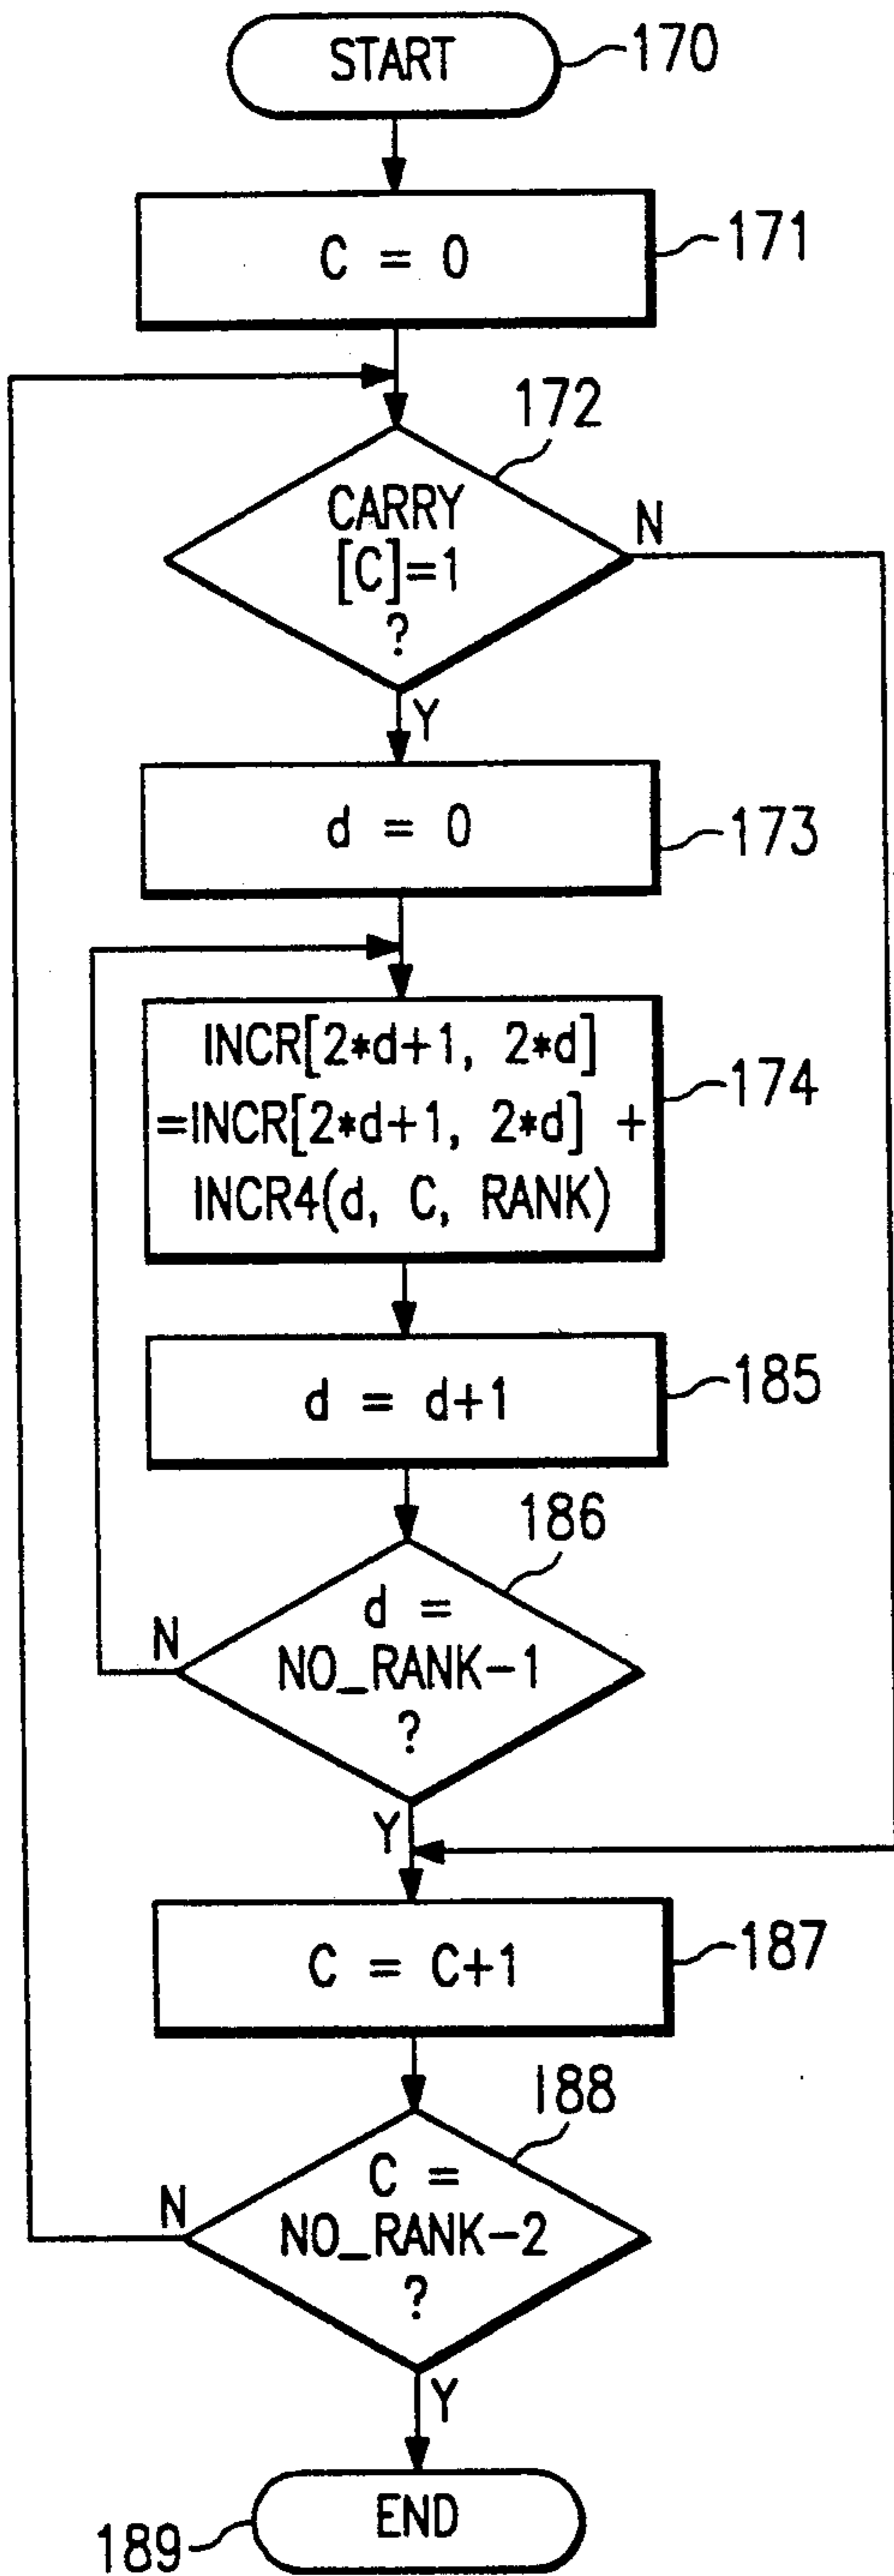 START
170
C = 0
171
172
CARRY
[C]=1
?
N
Y
d = 0
173
INCR[2*d+1, 2*d]
=INCR[2*d+1, 2*d] +
INCR4(d, C, RANK)
174
d = d+1
185
186
d =
NO_RANK-1
?
N
Y
C = C+1
187
188
C =
NO_RANK-2
?
N
Y
END
189